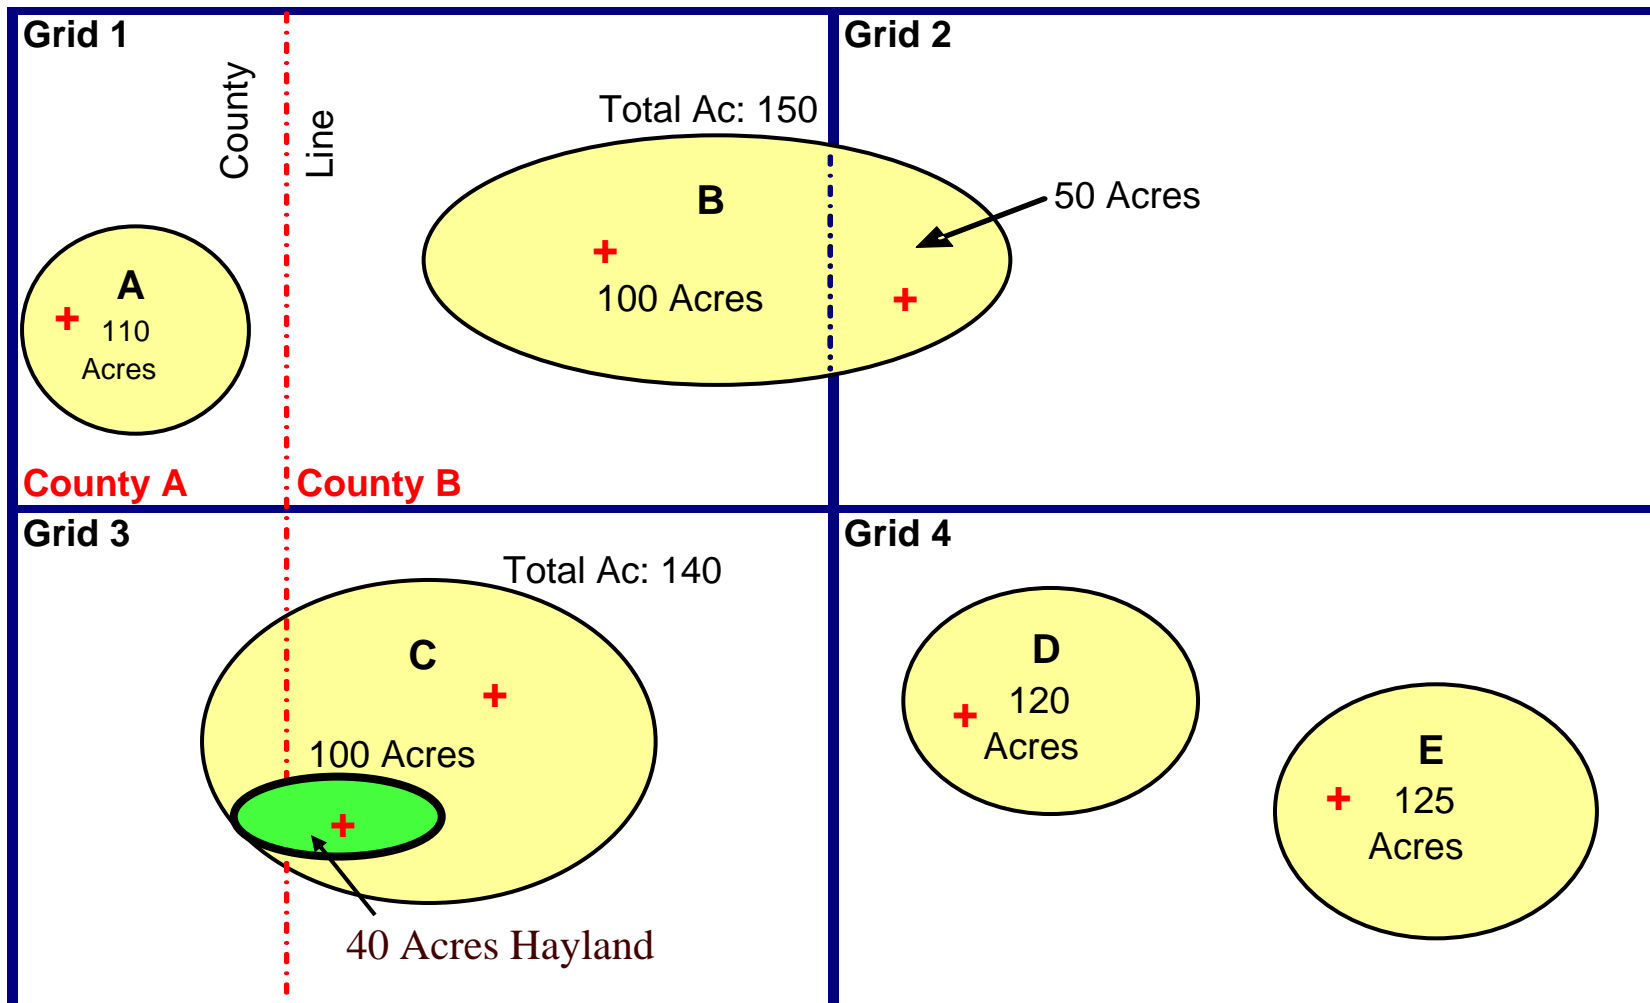 Grid 1
County
Line
Total Ac: 150
B
100 Acres
50 Acres
A
110
Acres
County A
County B
Grid 2
Grid 3
Total Ac: 140
C
100 Acres
40 Acres Hayland
Grid 4
D
120
Acres
E
125
Acres